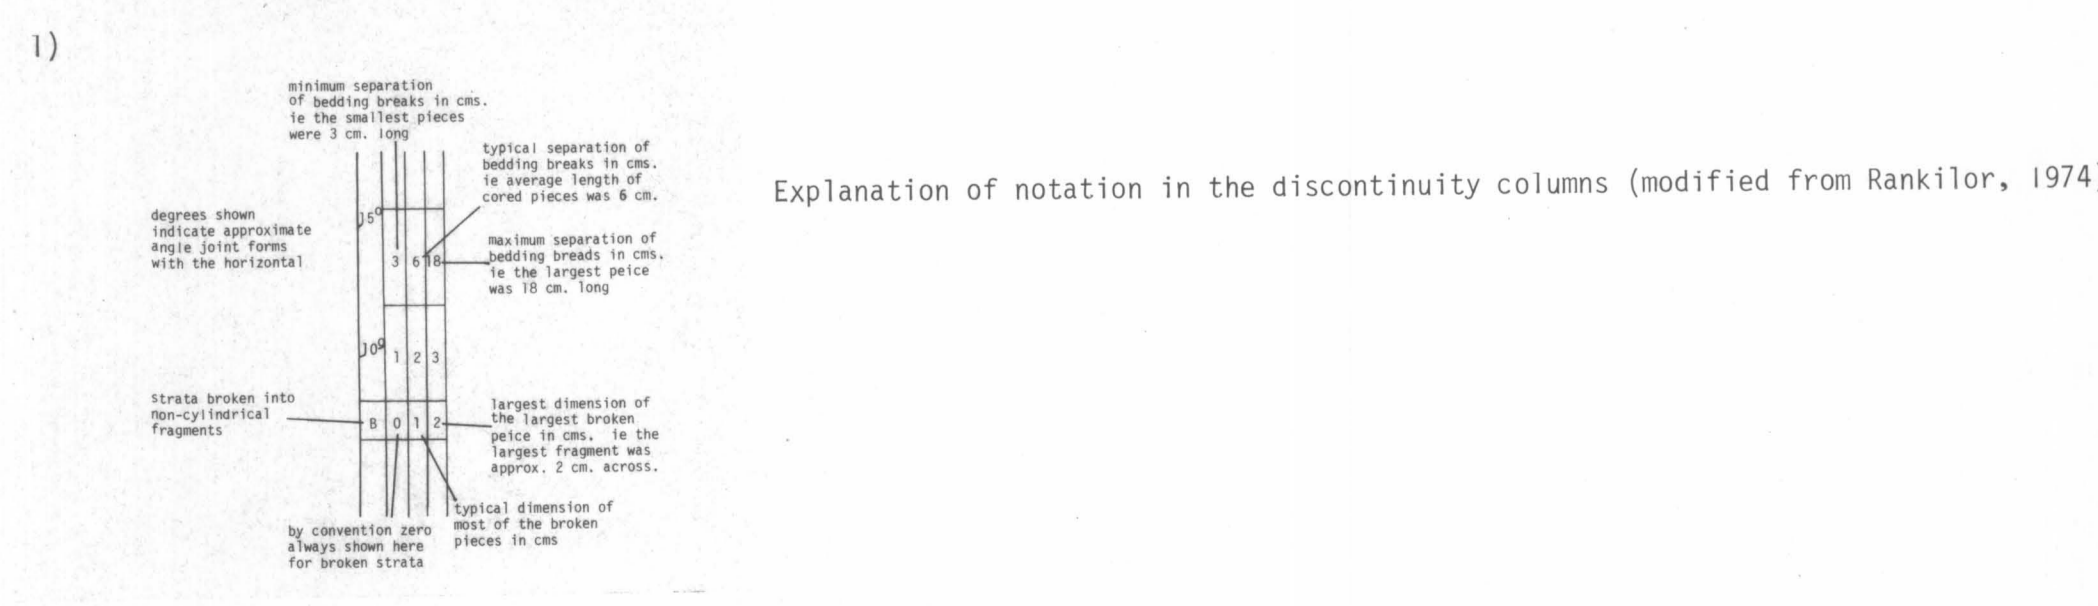 1)
minimum separation
of bedding breaks in cms.
ie the smallest pieces
were 3 cm. long
typical separation of
bedding breaks in cms.
ie average length of
cored pieces was 6 cm.
Explanation of notation in the discontinuity columns (modified from Rankilor, 1974)
degrees shown
indicate approximate
angle joint forms
with the horizontal
J5°
maximum separation of
bedding breads in cms.
ie the largest peice
was 18 cm. long
3 6 18
J0°
1 2 3
strata broken into
non-cylindrical
fragments
B 0 1 2
largest dimension of
the largest broken
peice in cms. ie the
largest fragment was
approx. 2 cm. across.
by convention zero
always shown here
for broken strata
typical dimension of
most of the broken
pieces in cms